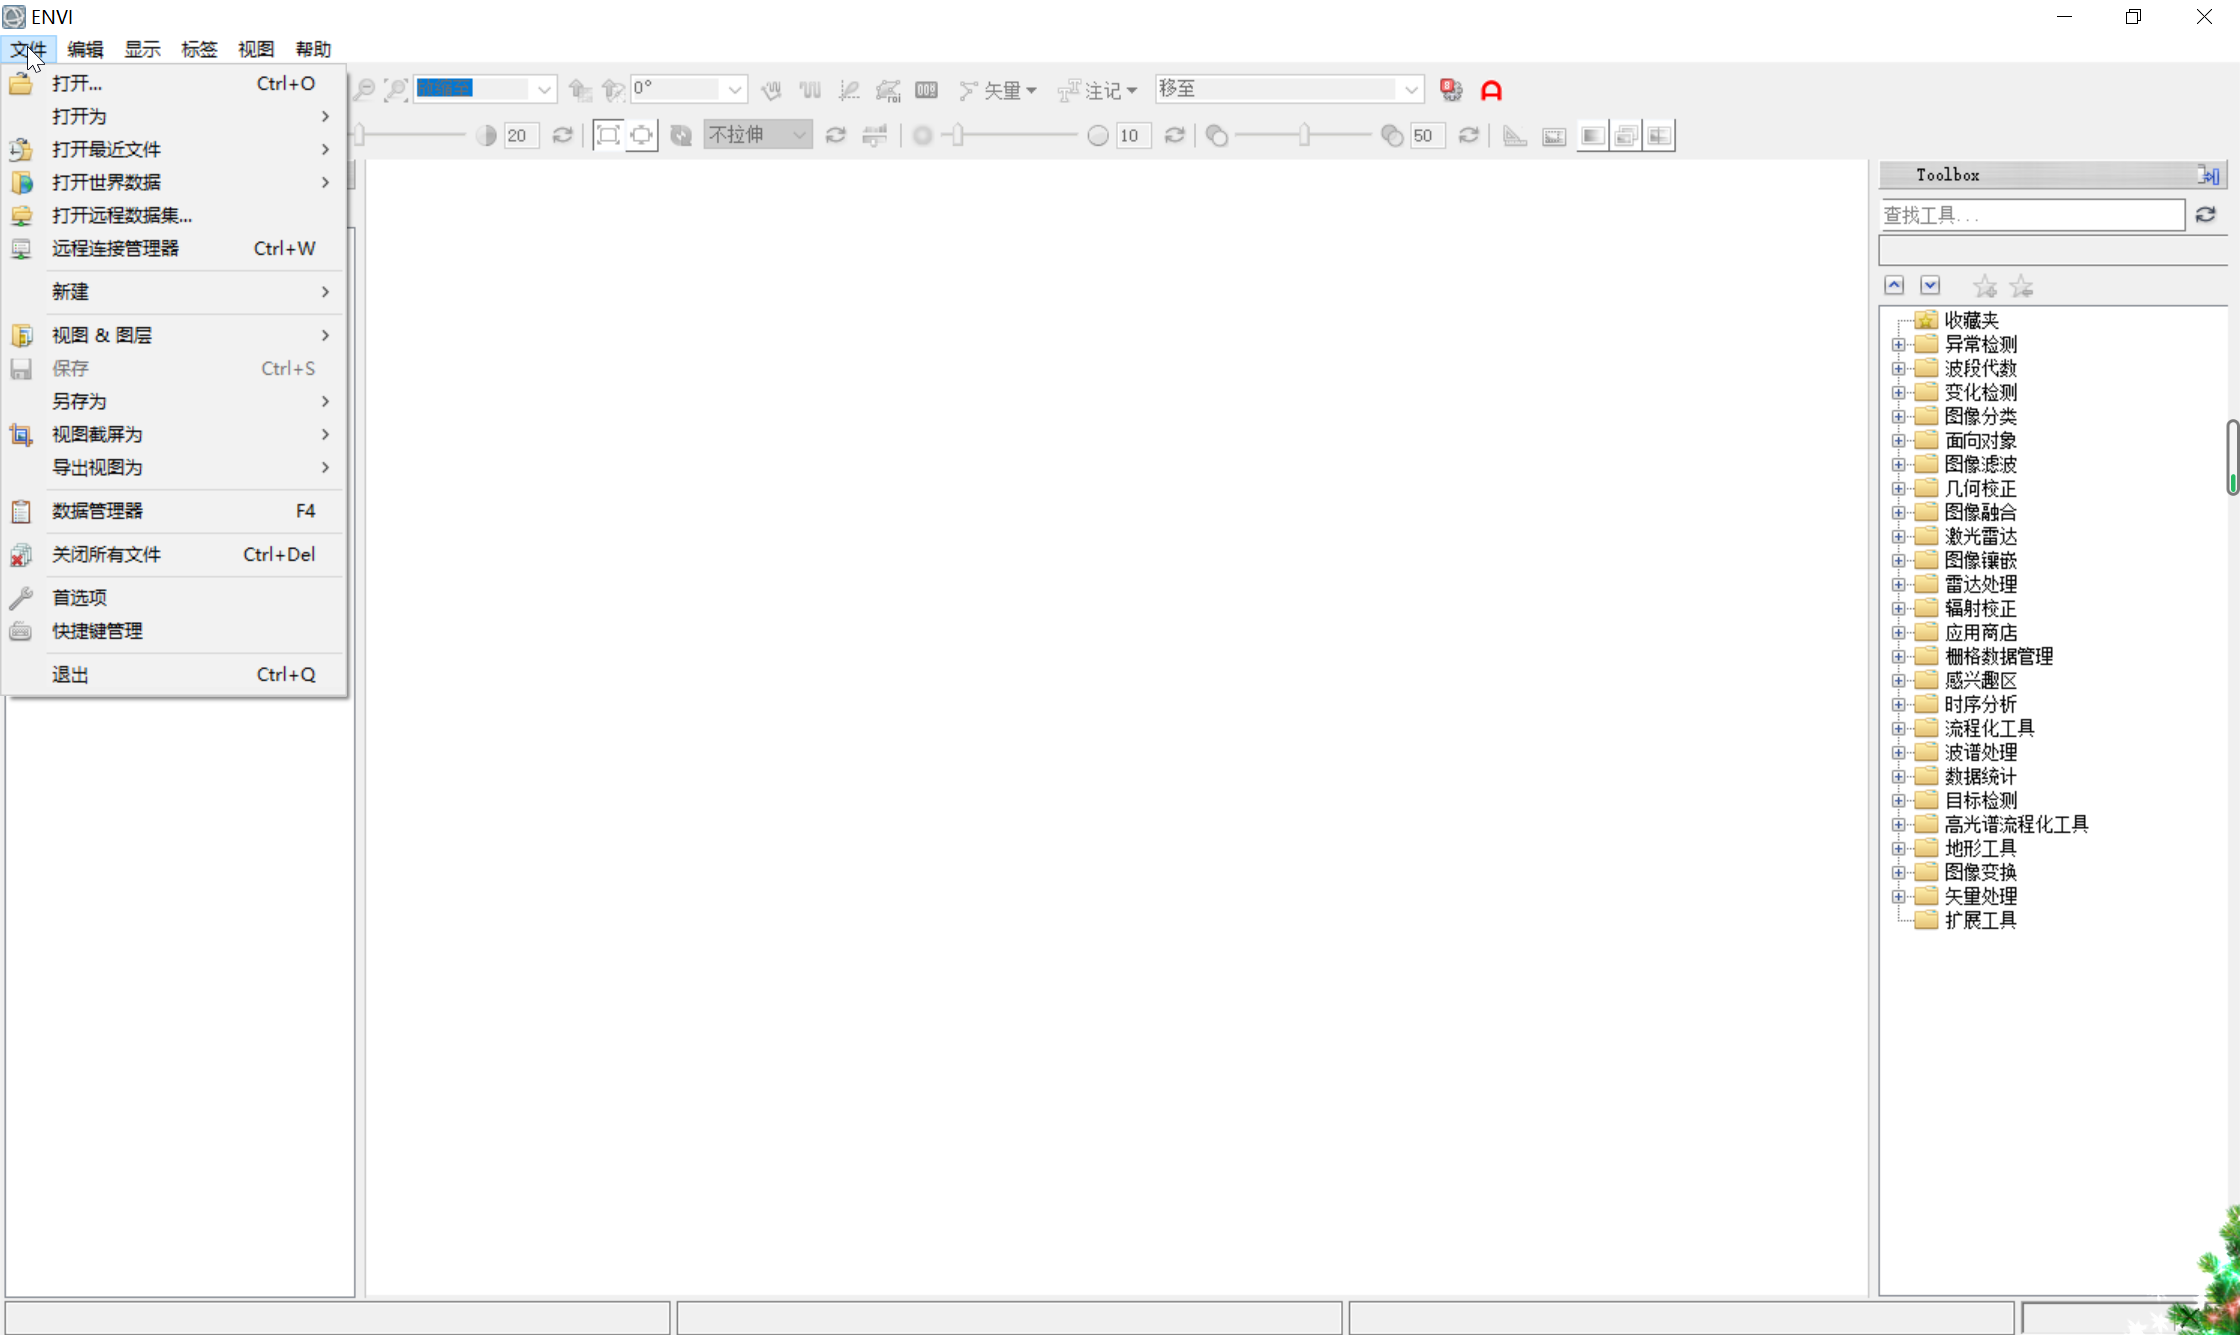 ENVI
文件 编辑 显示 标签 视图 帮助
打开... Ctrl+O
打开为
打开最近文件
打开世界数据
打开远程数据集...
远程连接管理器 Ctrl+W
新建
视图 & 图层
保存 Ctrl+S
另存为
视图截屏为
导出视图为
数据管理器 F4
关闭所有文件 Ctrl+Del
首选项
快捷键管理
退出 Ctrl+Q
0° roi 矢量 注记 移至
20 不拉伸 10 50
Toolbox
查找工具...
收藏夹
异常检测
波段代数
变化检测
图像分类
面向对象
图像滤波
几何校正
图像融合
激光雷达
图像镶嵌
雷达处理
辐射校正
应用商店
栅格数据管理
感兴趣区
时序分析
流程化工具
波谱处理
数据统计
目标检测
高光谱流程化工具
地形工具
图像变换
矢量处理
扩展工具